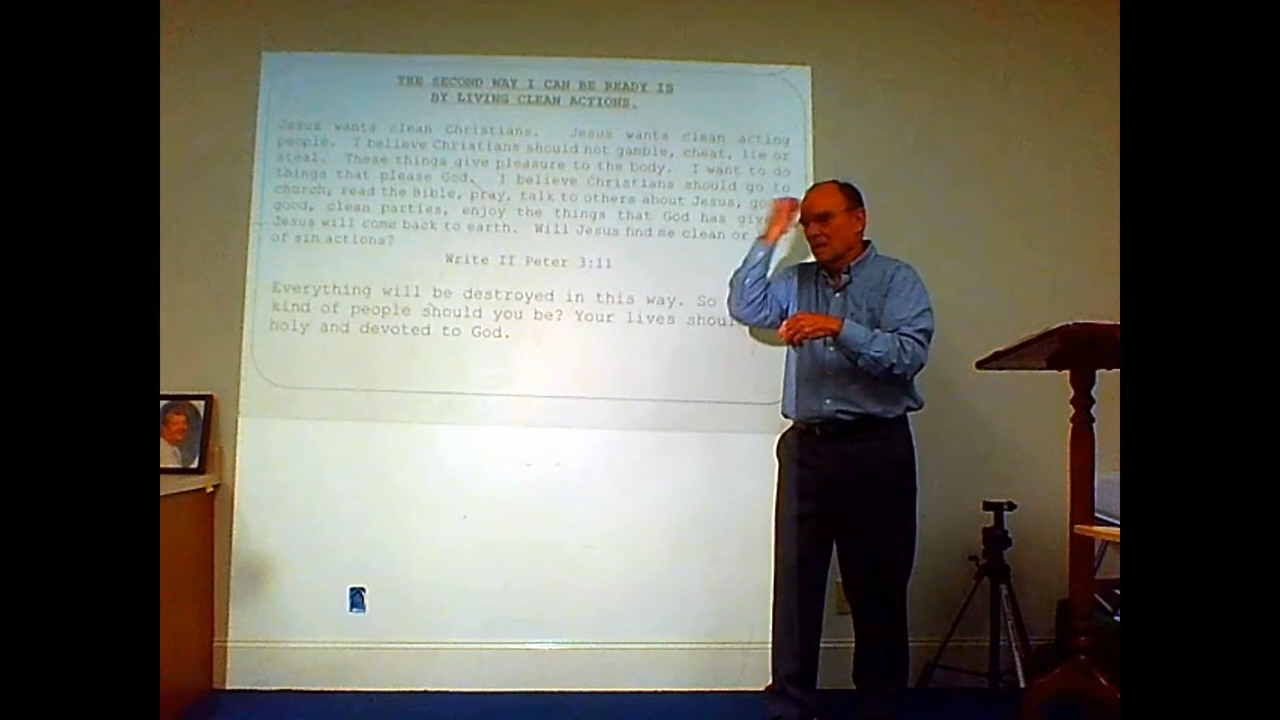 THE SECOND WAY I CAN BE READY IS
BY LIVING CLEAN ACTIONS.
Jesus wants clean Christians. Jesus wants clean acting
people. I believe Christians should not gamble, cheat, lie or
steal. These things give pleasure to the body. I want to do
things that please God. I believe Christians should go to
church, read the Bible, pray, talk to others about Jesus,
good, clean parties, enjoy the things that God has
Jesus will come back to earth. Will Jesus find me clean or
of sin actions?
Write II Peter 3:11
Everything will be destroyed in this way. So
kind of people should you be? Your lives
holy and devoted to God.